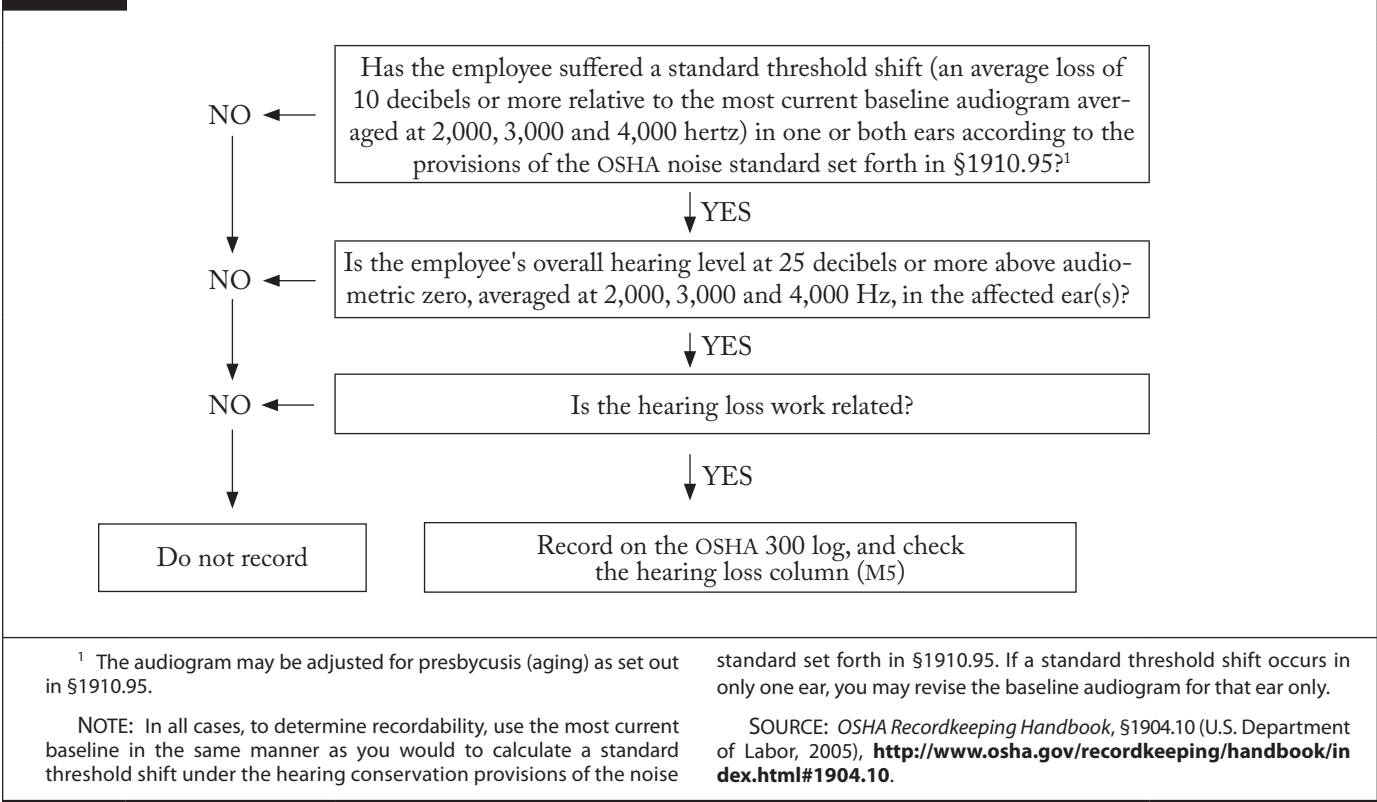 Has the employee suffered a standard threshold shift (an average loss of
10 decibels or more relative to the most current baseline audiogram aver-
aged at 2,000, 3,000 and 4,000 hertz) in one or both ears according to the
provisions of the OSHA noise standard set forth in §1910.95?¹
NO
YES
Is the employee's overall hearing level at 25 decibels or more above audio-
metric zero, averaged at 2,000, 3,000 and 4,000 Hz, in the affected ear(s)?
NO
YES
Is the hearing loss work related?
NO
YES
Do not record
Record on the OSHA 300 log, and check
the hearing loss column (M5)
¹ The audiogram may be adjusted for presbycusis (aging) as set out
in §1910.95.
NOTE: In all cases, to determine recordability, use the most current
baseline in the same manner as you would to calculate a standard
threshold shift under the hearing conservation provisions of the noise
standard set forth in §1910.95. If a standard threshold shift occurs in
only one ear, you may revise the baseline audiogram for that ear only.
SOURCE: OSHA Recordkeeping Handbook, §1904.10 (U.S. Department
of Labor, 2005), http://www.osha.gov/recordkeeping/handbook/in
dex.html#1904.10.